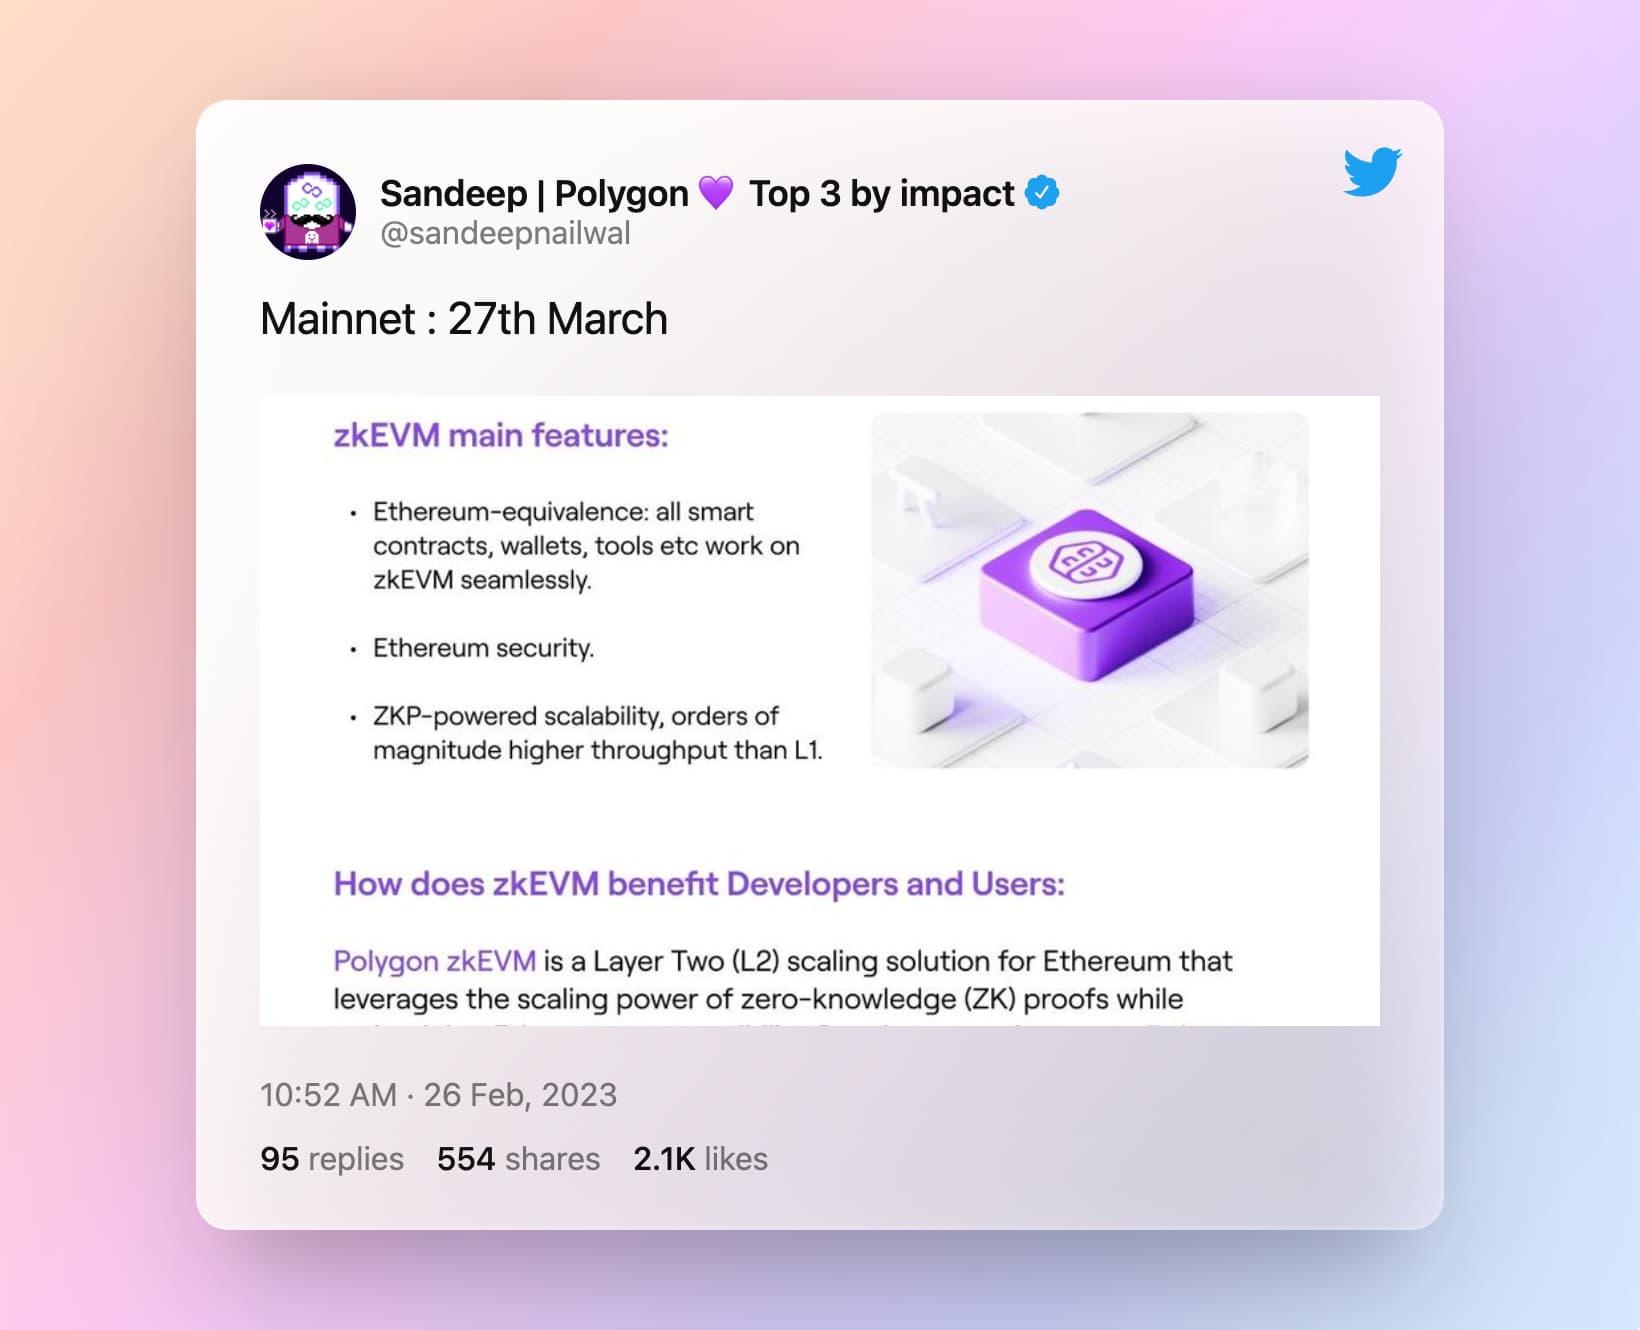 Sandeep | Polygon 💜 Top 3 by impact
@sandeepnailwal
Mainnet : 27th March
zkEVM main features:
• Ethereum-equivalence: all smart
contracts, wallets, tools etc work on
zkEVM seamlessly.
• Ethereum security.
• ZKP-powered scalability, orders of
magnitude higher throughput than L1.
How does zkEVM benefit Developers and Users:
Polygon zkEVM is a Layer Two (L2) scaling solution for Ethereum that
leverages the scaling power of zero-knowledge (ZK) proofs while
10:52 AM · 26 Feb, 2023
95 replies 554 shares 2.1K likes